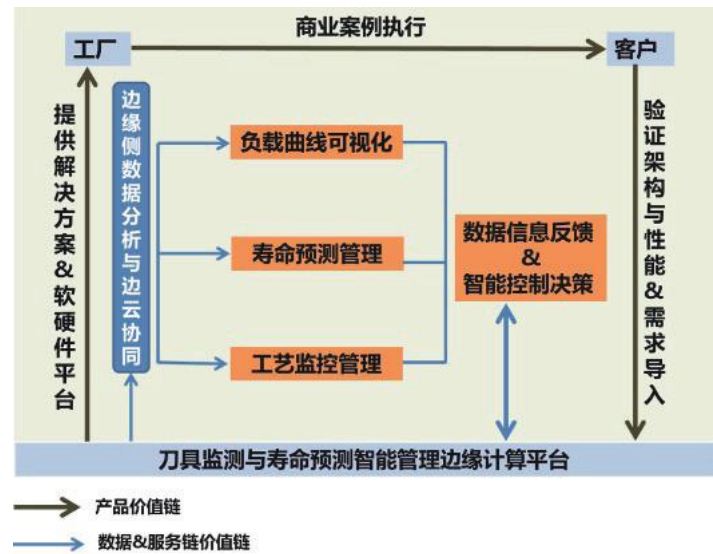 商业案例执行
工厂
客户
提供解决方案&软硬件平台
边缘侧数据分析与边云协同
负载曲线可视化
寿命预测管理
工艺监控管理
数据信息反馈
&
智能控制决策
验证架构与性能&需求导入
刀具监测与寿命预测智能管理边缘计算平台
产品价值链
数据&服务链价值链